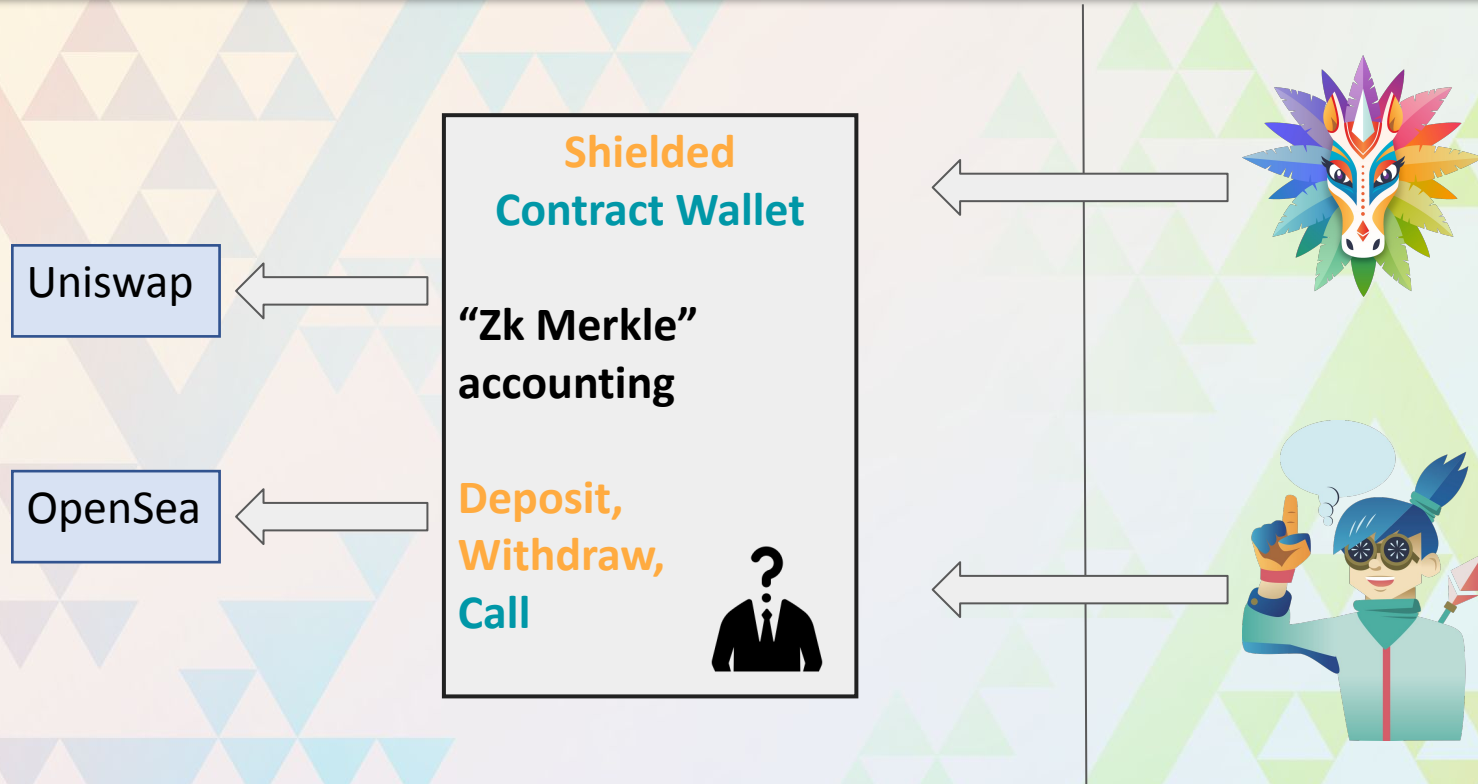 Shielded
Contract Wallet
Uniswap
“Zk Merkle”
accounting
OpenSea
Deposit,
Withdraw,
Call